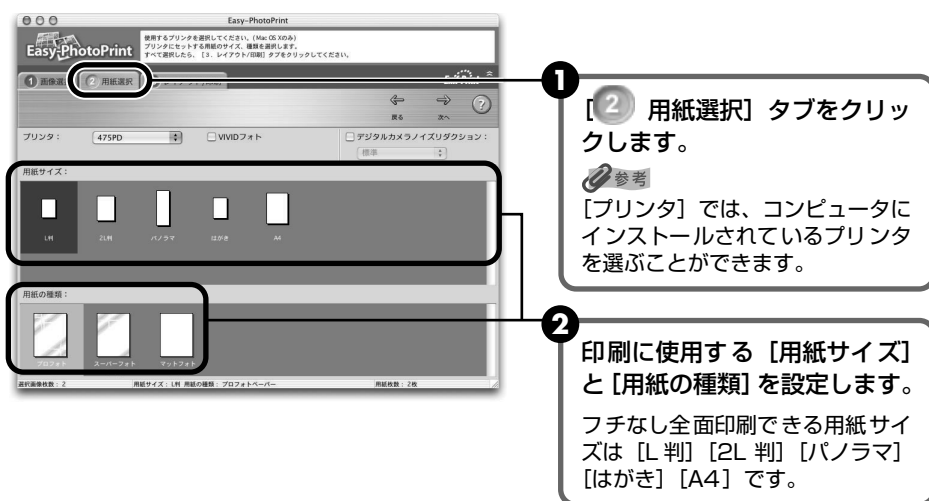 Easy-PhotoPrint
Easy-PhotoPrint
使用するプリンタを選択してください。(Mac OS Xのみ)
プリンタにセットする用紙のサイズ、種類を選択します。
すべて選択したら、［3．レイアウト/印刷］タブをクリックしてください。
1 画像選
2 用紙選択
戻る
次へ
?
プリンタ：
475PD
VIVIDフォト
デジタルカメラノイズリダクション：
標準
用紙サイズ：
L判
2L判
パノラマ
はがき
A4
用紙の種類：
プロフォト
スーパーフォト
マットフォト
選択画像枚数：2
用紙サイズ：L判 用紙の種類：プロフォトペーパー
用紙枚数：2枚
1
［2 用紙選択］タブをクリッ
クします。
参考
［プリンタ］では、コンピュータに
インストールされているプリンタ
を選ぶことができます。
2
印刷に使用する［用紙サイズ］
と［用紙の種類］を設定します。
フチなし全面印刷できる用紙サイ
ズは［L 判］［2L 判］［パノラマ］
［はがき］［A4］です。